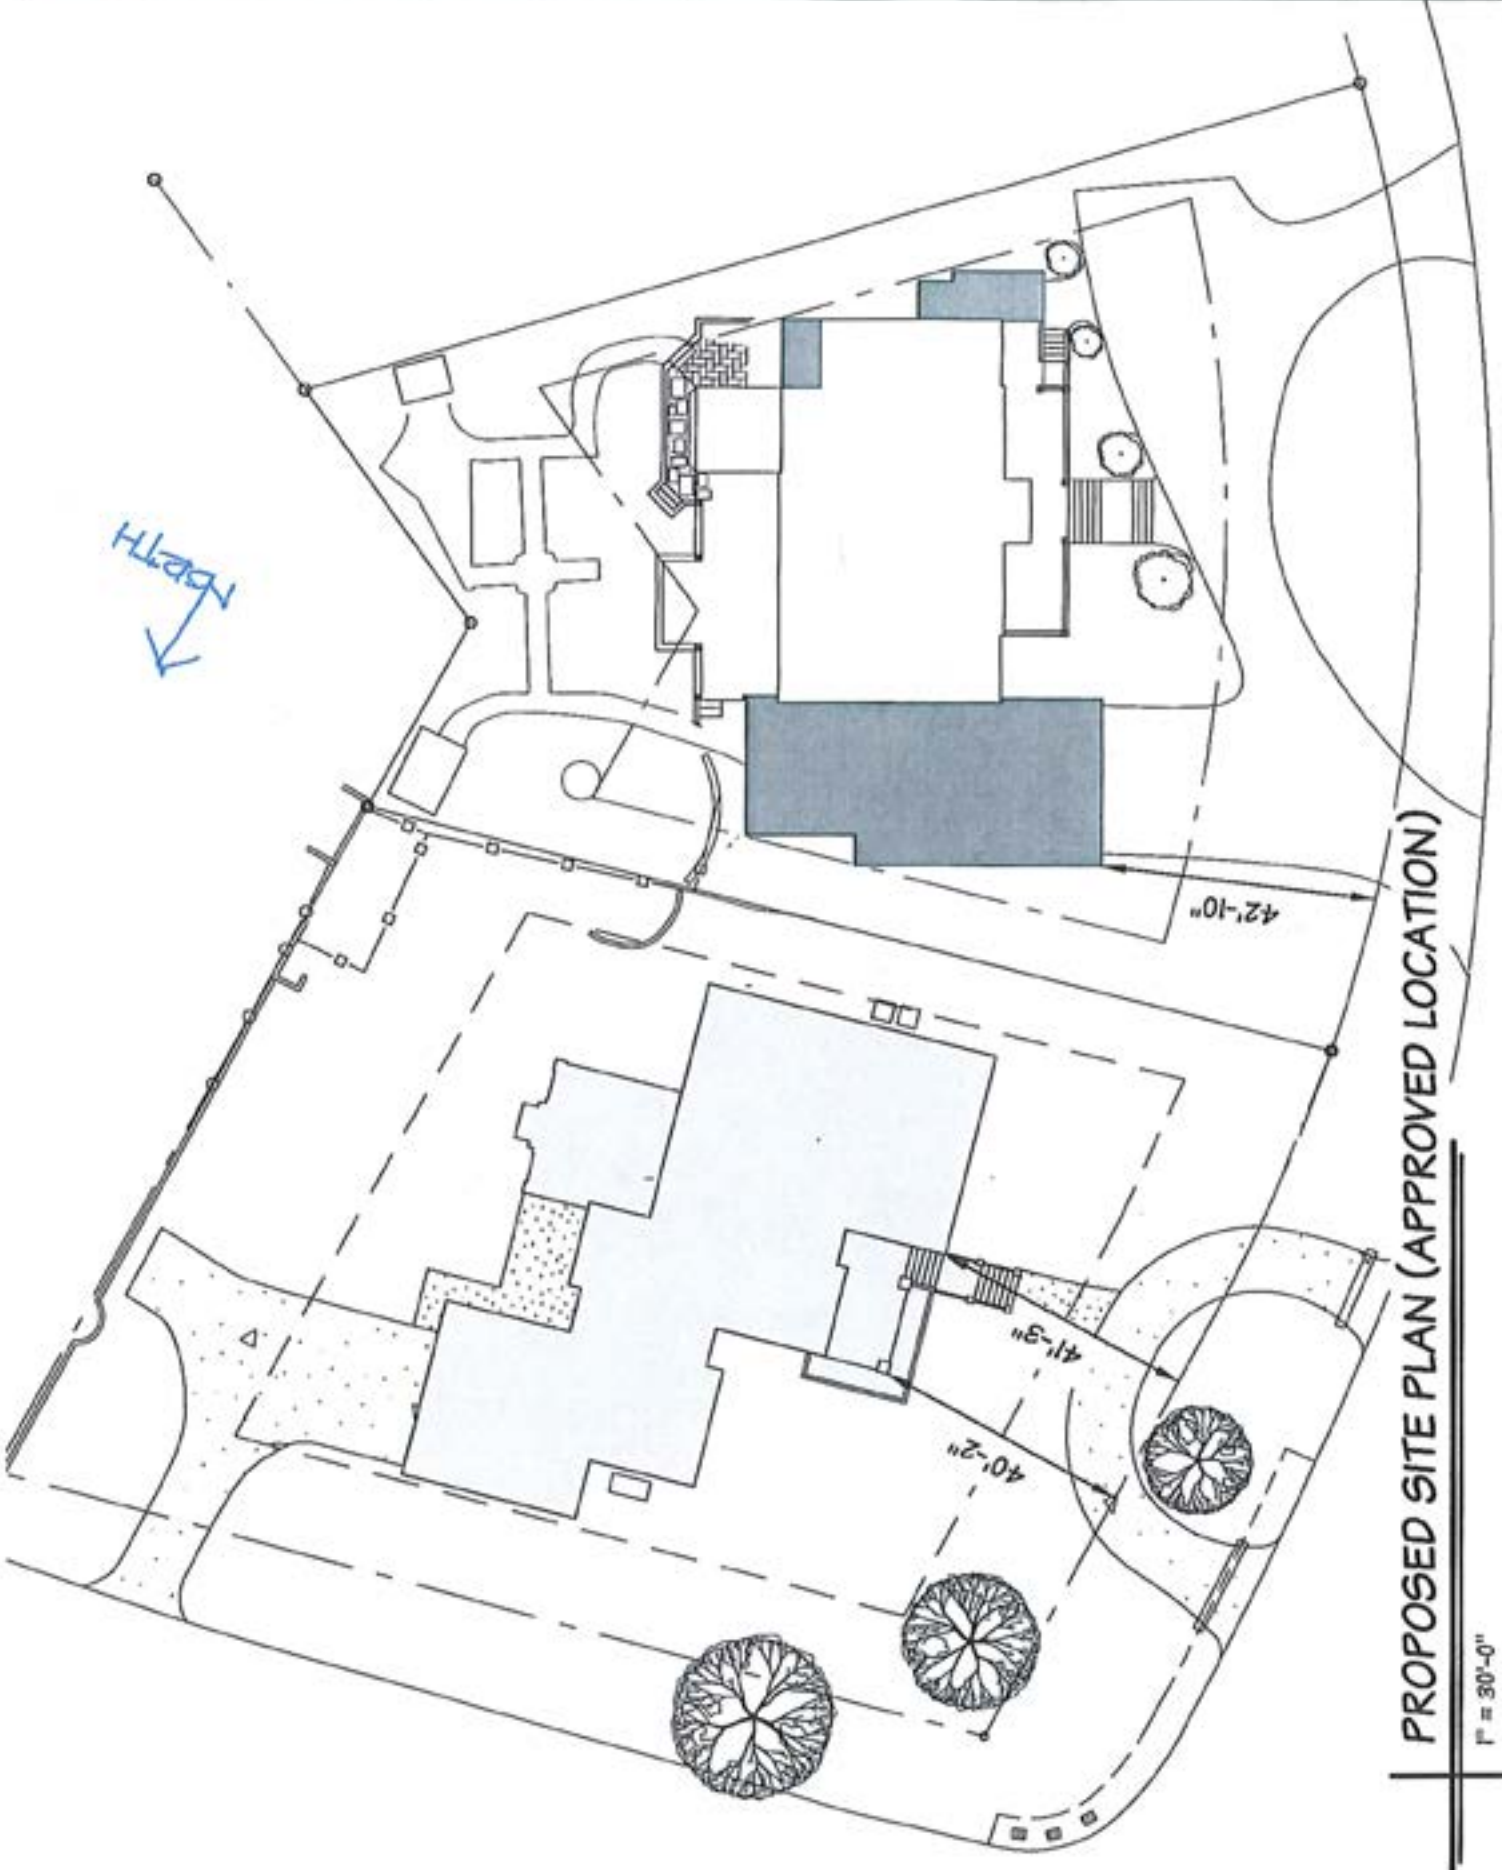 NORTH
42'-10"
41'-3"
40'-2"
PROPOSED SITE PLAN (APPROVED LOCATION)
1" = 30'-0"